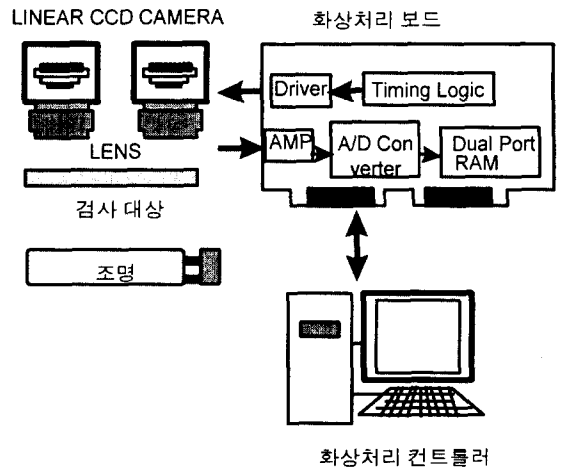 LINEAR CCD CAMERA
화상처리 보드
Driver
Timing Logic
LENS
AMP
A/D Con
verter
Dual Port
RAM
검사 대상
조명
화상처리 컨트롤러